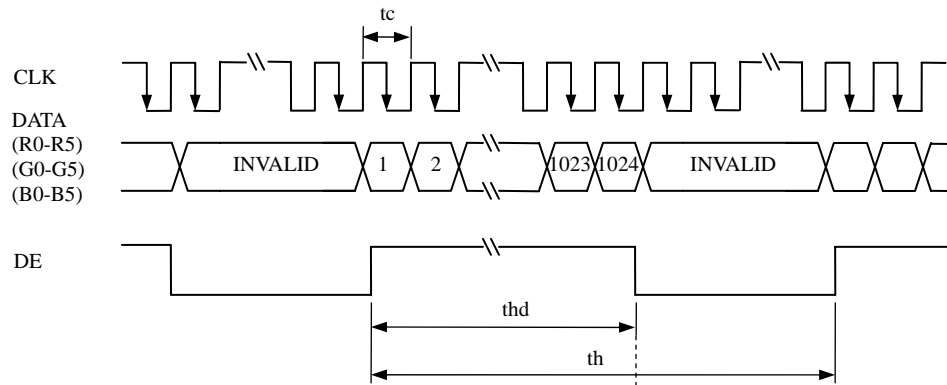 tc
CLK
DATA
(R0-R5)
(G0-G5)
(B0-B5)
INVALID 1 2 1023 1024 INVALID
DE
thd
th